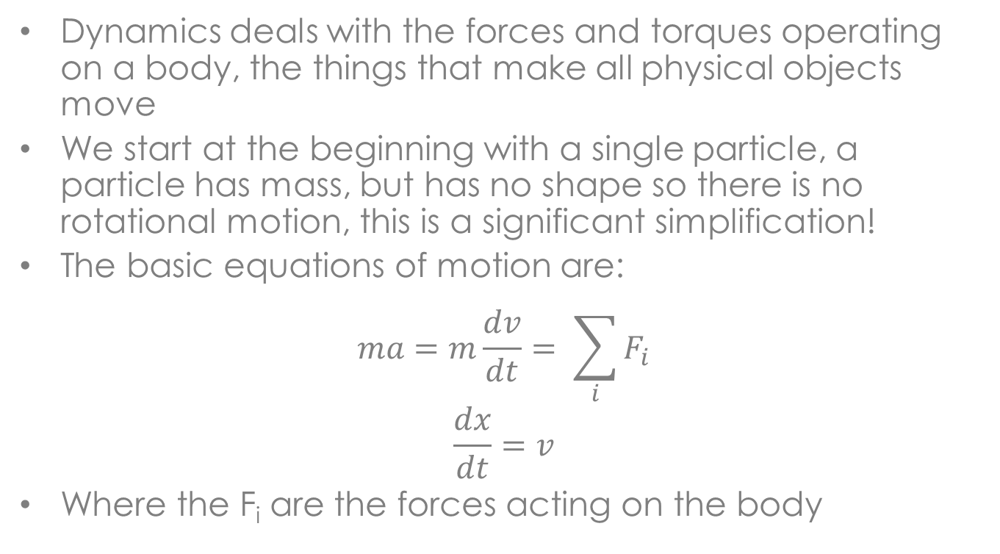 • Dynamics deals with the forces and torques operating
on a body, the things that make all physical objects
move
• We start at the beginning with a single particle, a
particle has mass, but has no shape so there is no
rotational motion, this is a significant simplification!
• The basic equations of motion are:
ma = m dv/dt = ∑_i F_i
dx/dt = v
• Where the F_i are the forces acting on the body